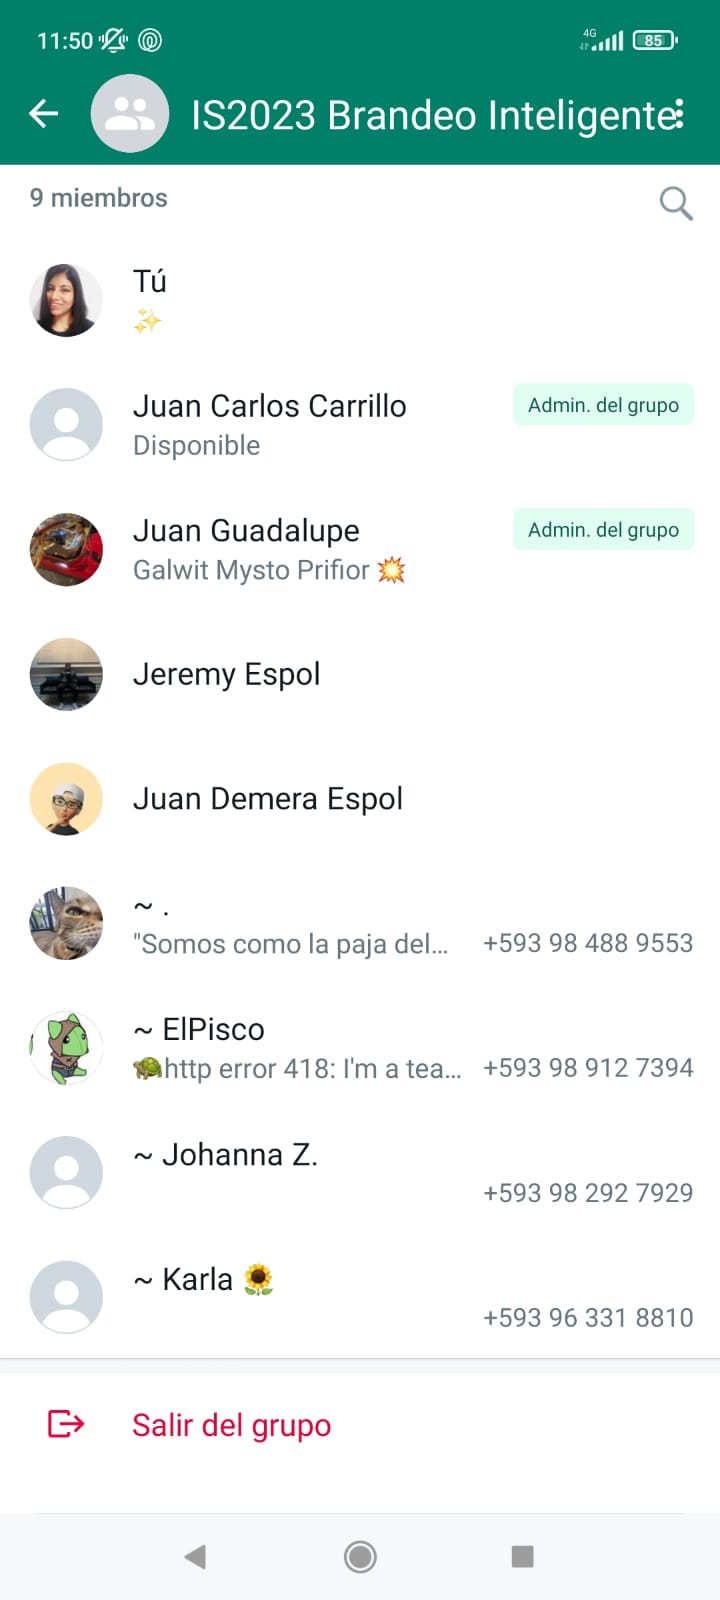 11:50
4G
85
IS2023 Brandeo Inteligente
9 miembros
Tú
✨
Juan Carlos Carrillo
Admin. del grupo
Disponible
Juan Guadalupe
Admin. del grupo
Galwit Mysto Prifior 💥
Jeremy Espol
Juan Demera Espol
~ .
"Somos como la paja del... +593 98 488 9553
~ ElPisco
🐢http error 418: I'm a tea... +593 98 912 7394
~ Johanna Z.
+593 98 292 7929
~ Karla 🌻
+593 96 331 8810
Salir del grupo